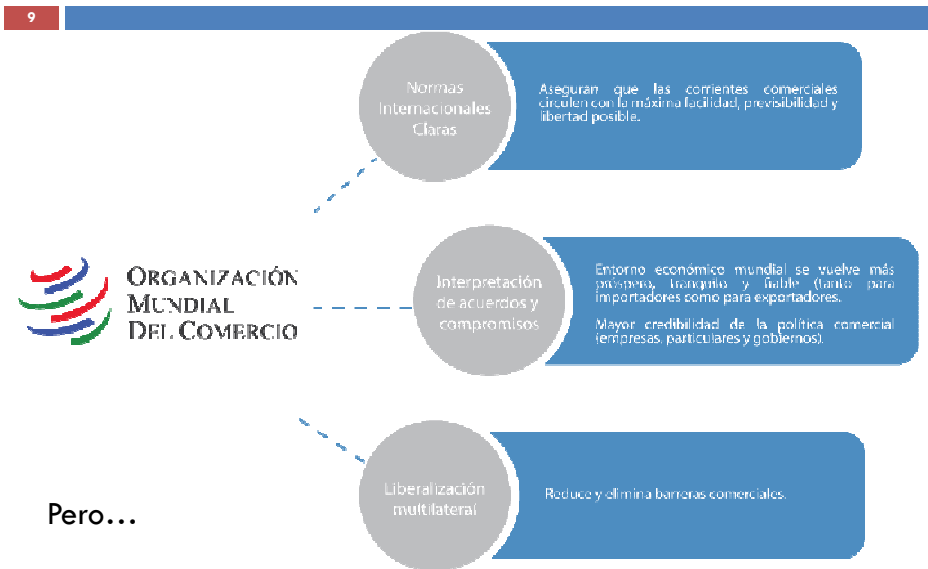 9
Normas
Internacionales
Claras
Aseguran que las corrientes comerciales
circulen con la máxima facilidad, previsibilidad y
libertad posible.
ORGANIZACIÓN
MUNDIAL
DEL COMERCIO
Interpretación
de acuerdos y
compromisos
Entorno económico mundial se vuelve más
próspero, tranquilo y fiable (tanto para
importadores como para exportadores.
Mayor credibilidad de la política comercial
(empresas, particulares y gobiernos).
Liberalización
multilateral
Reduce y elimina barreras comerciales.
Pero...